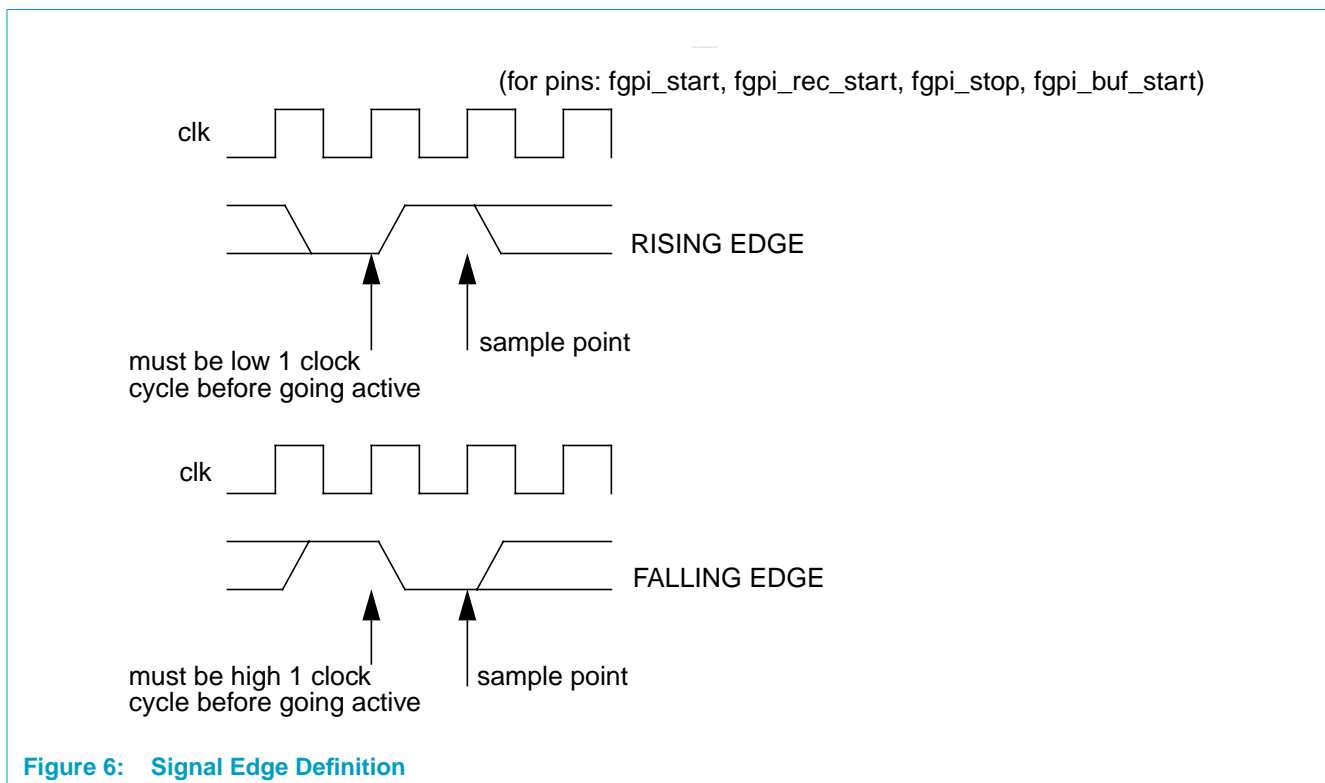 (for pins: fgpi_start, fgpi_rec_start, fgpi_stop, fgpi_buf_start)
clk
RISING EDGE
sample point
must be low 1 clock
cycle before going active
clk
FALLING EDGE
must be high 1 clock
cycle before going active
sample point
Figure 6: Signal Edge Definition